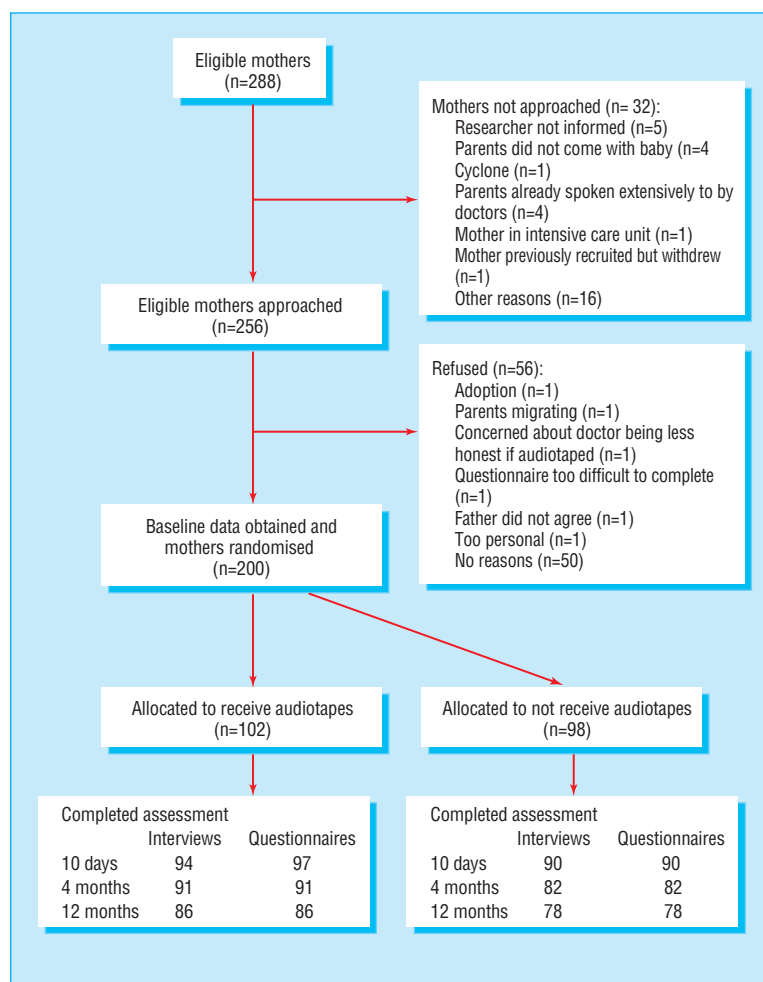 Eligible mothers
(n=288)
Mothers not approached (n= 32):
Researcher not informed (n=5)
Parents did not come with baby (n=4
Cyclone (n=1)
Parents already spoken extensively to by
doctors (n=4)
Mother in intensive care unit (n=1)
Mother previously recruited but withdrew
(n=1)
Other reasons (n=16)
Eligible mothers approached
(n=256)
Refused (n=56):
Adoption (n=1)
Parents migrating (n=1)
Concerned about doctor being less
honest if audiotaped (n=1)
Questionnaire too difficult to complete
(n=1)
Father did not agree (n=1)
Too personal (n=1)
No reasons (n=50)
Baseline data obtained and
mothers randomised
(n=200)
Allocated to receive audiotapes
(n=102)
Allocated to not receive audiotapes
(n=98)
Completed assessment
Interviews Questionnaires
10 days 94 97
4 months 91 91
12 months 86 86
Completed assessment
Interviews Questionnaires
10 days 90 90
4 months 82 82
12 months 78 78